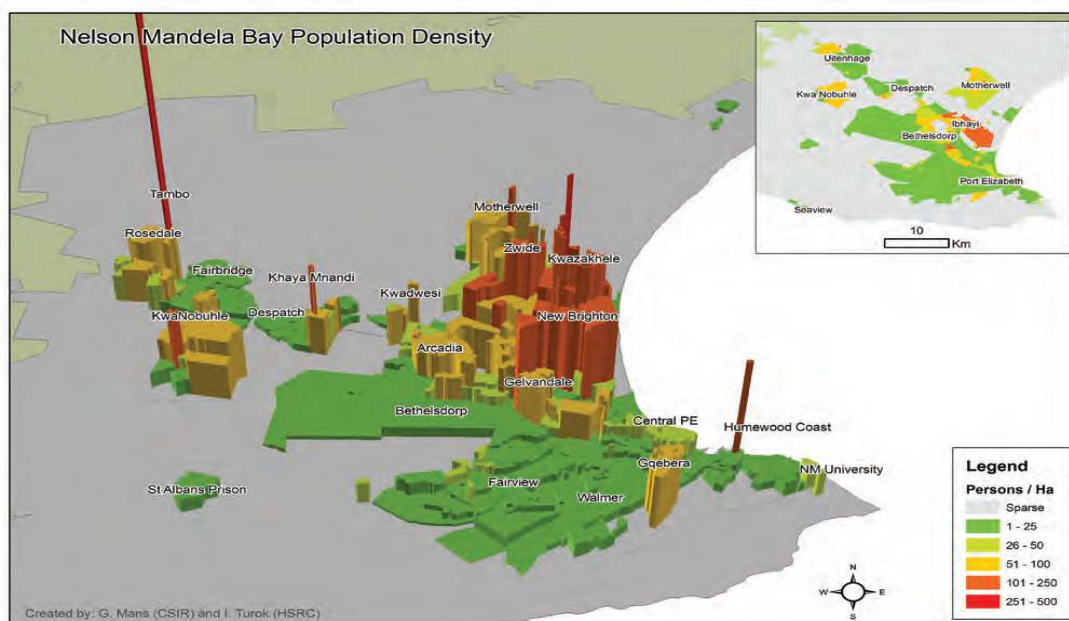 Nelson Mandela Bay Population Density
Uitenhage
Despatch
Motherwell
Kwa Nobuhle
Ibhayi
Bethelsdorp
Port Elizabeth
Seaview
10
Km
Tambo
Rosedale
Fairbridge
Khaya Mnandi
Motherwell
Zwide
Kwazakhele
Kwadwesi
KwaNobuhle
Despatch
New Brighton
Arcadia
Gelvandale
Bethelsdorp
Central PE
Humewood Coast
Gqebera
NM University
St Albans Prison
Fairview
Walmer
Legend
Persons / Ha
Sparse
1 - 25
26 - 50
51 - 100
101 - 250
251 - 500
N
W E
S
Created by: G. Mans (CSIR) and I. Turok (HSRC)